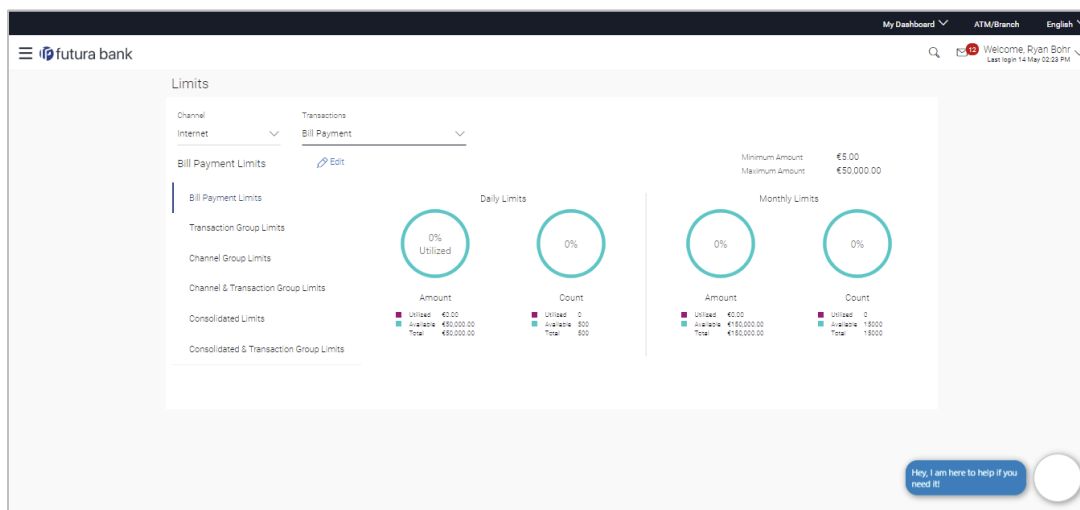 My Dashboard ATM/Branch English
futura bank
12
Welcome, Ryan Bohr
Last login 14 May 02:23 PM
Limits
Channel Transactions
Internet Bill Payment
Bill Payment Limits Edit
Minimum Amount €5.00
Maximum Amount €50,000.00
Bill Payment Limits
Transaction Group Limits
Channel Group Limits
Channel & Transaction Group Limits
Consolidated Limits
Consolidated & Transaction Group Limits
Daily Limits
0%
Utilized
0%
Amount
Utilized €0.00
Available €50,000.00
Total €50,000.00
Count
Utilized 0
Available 500
Total 500
Monthly Limits
0%
0%
Amount
Utilized €0.00
Available €150,000.00
Total €150,000.00
Count
Utilized 0
Available 15000
Total 15000
Hey, I am here to help if you
need it!